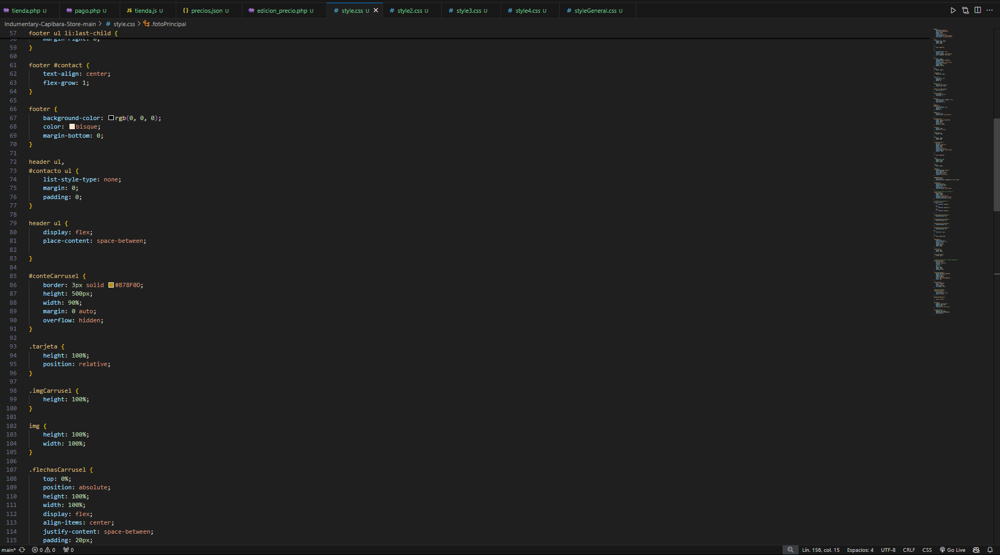 tienda.php U
pago.php U
JS tienda.js U
{} precios.json U
edicion_precio.php U
# style.css U
# style2.css U
# style3.css U
# style4.css U
# styleGeneral.css U
Indumentary-Capibara-Store-main > # style.css > .fotoPrincipal
57 footer ul li:last-child {
58 margin-right: 0;
59 }
60
61 footer #contact {
62 text-align: center;
63 flex-grow: 1;
64 }
65
66 footer {
67 background-color: rgb(0, 0, 0);
68 color: bisque;
69 margin-bottom: 0;
70 }
71
72 header ul,
73 #contacto ul {
74 list-style-type: none;
75 margin: 0;
76 padding: 0;
77 }
78
79 header ul {
80 display: flex;
81 place-content: space-between;
82
83 }
84
85 #conteCarrusel {
86 border: 3px solid #B78F0D;
87 height: 500px;
88 width: 90%;
89 margin: 0 auto;
90 overflow: hidden;
91 }
92
93 .tarjeta {
94 height: 100%;
95 position: relative;
96 }
97
98 .imgCarrusel {
99 height: 100%;
100 }
101
102 img {
103 height: 100%;
104 width: 100%;
105 }
106
107 .flechasCarrusel {
108 top: 0%;
109 position: absolute;
110 height: 100%;
111 width: 100%;
112 display: flex;
113 align-items: center;
114 justify-content: space-between;
115 padding: 20px;
main* 0 0 0 Lín. 156, col. 15 Espacios: 4 UTF-8 CRLF CSS Go Live